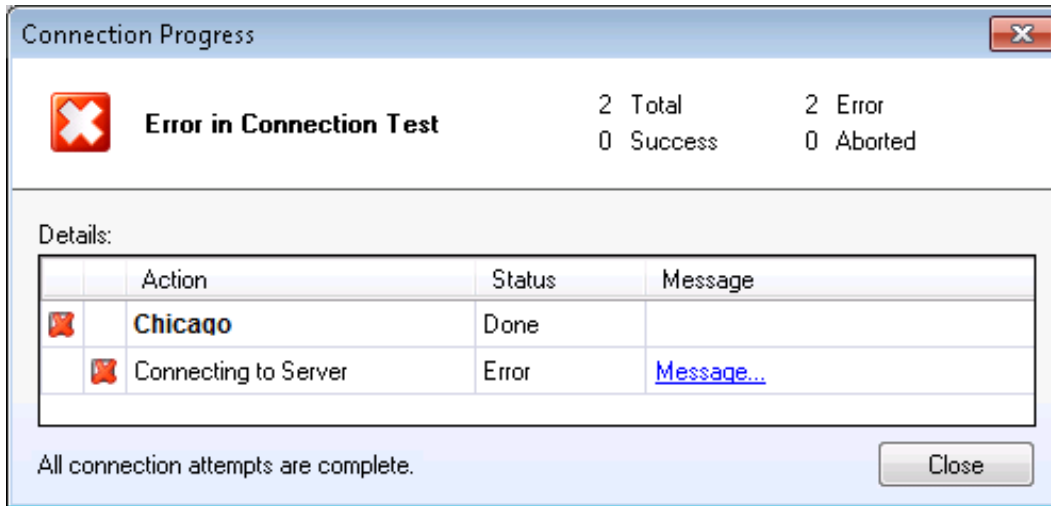 Connection Progress
Error in Connection Test
2 Total 2 Error
0 Success 0 Aborted
Details:
Action Status Message
Chicago Done
Connecting to Server Error Message...
All connection attempts are complete. Close